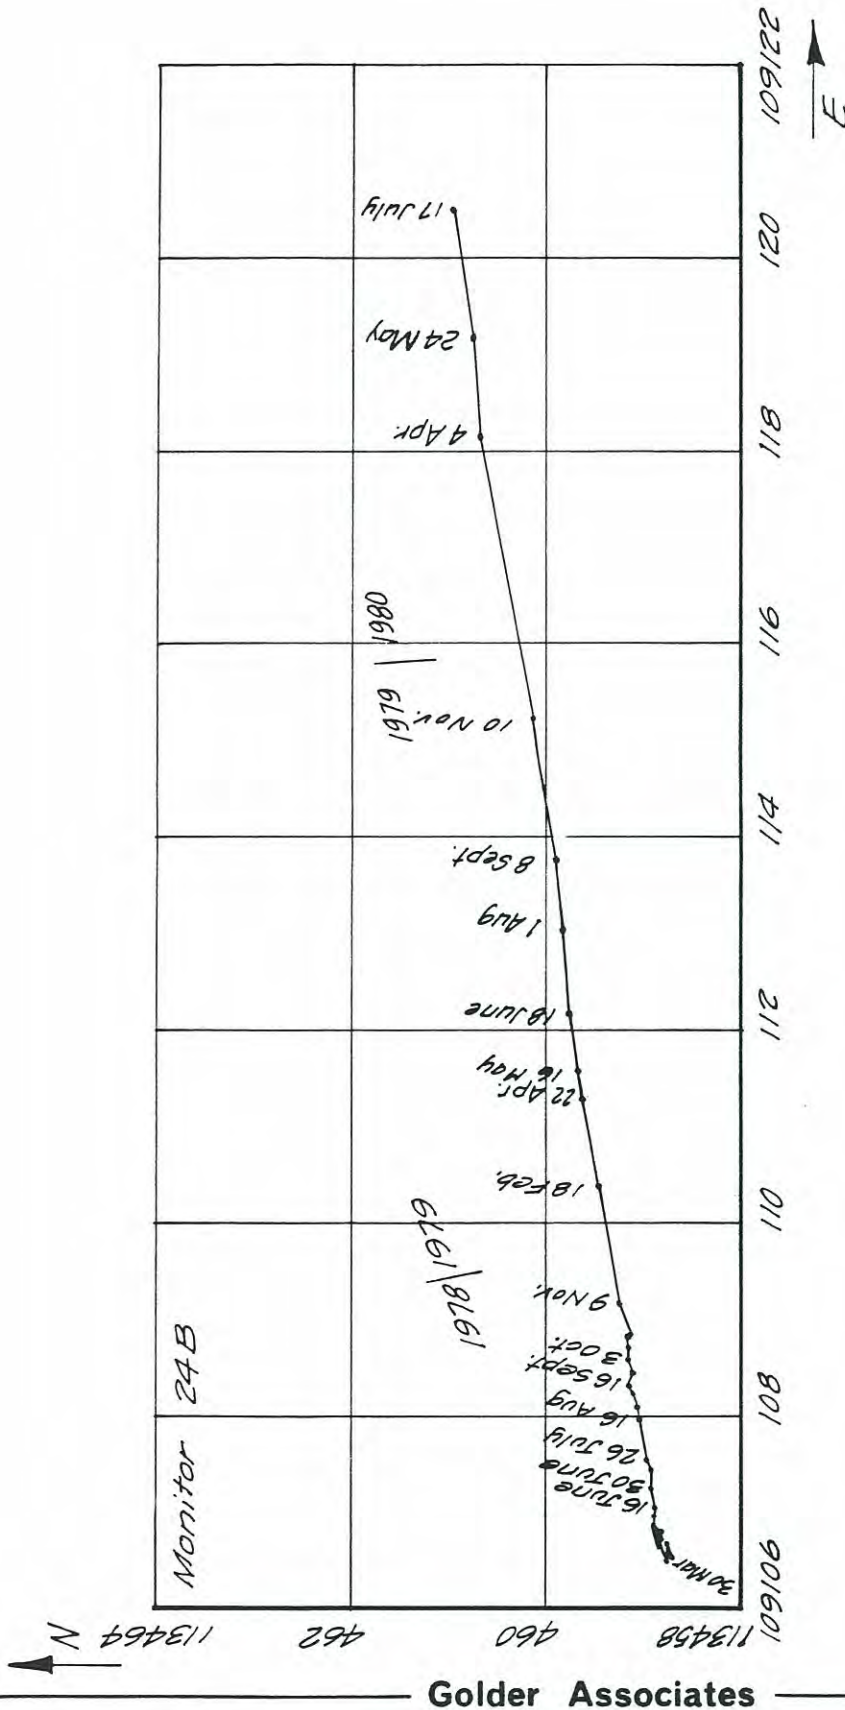 Monitor 24B
N
113464
462
460
113458
109106
108
110
112
114
116
118
120
109122
E
30 Mar
16 June
30 June
26 July
16 Aug
16 Sept.
3 Oct.
9 Nov.
1978 | 1979
18 Feb.
22 Apr.
16 May
18 June
1 Aug
8 Sept.
10 Nov.
1979 | 1980
4 Apr.
24 May
17 July
Golder Associates